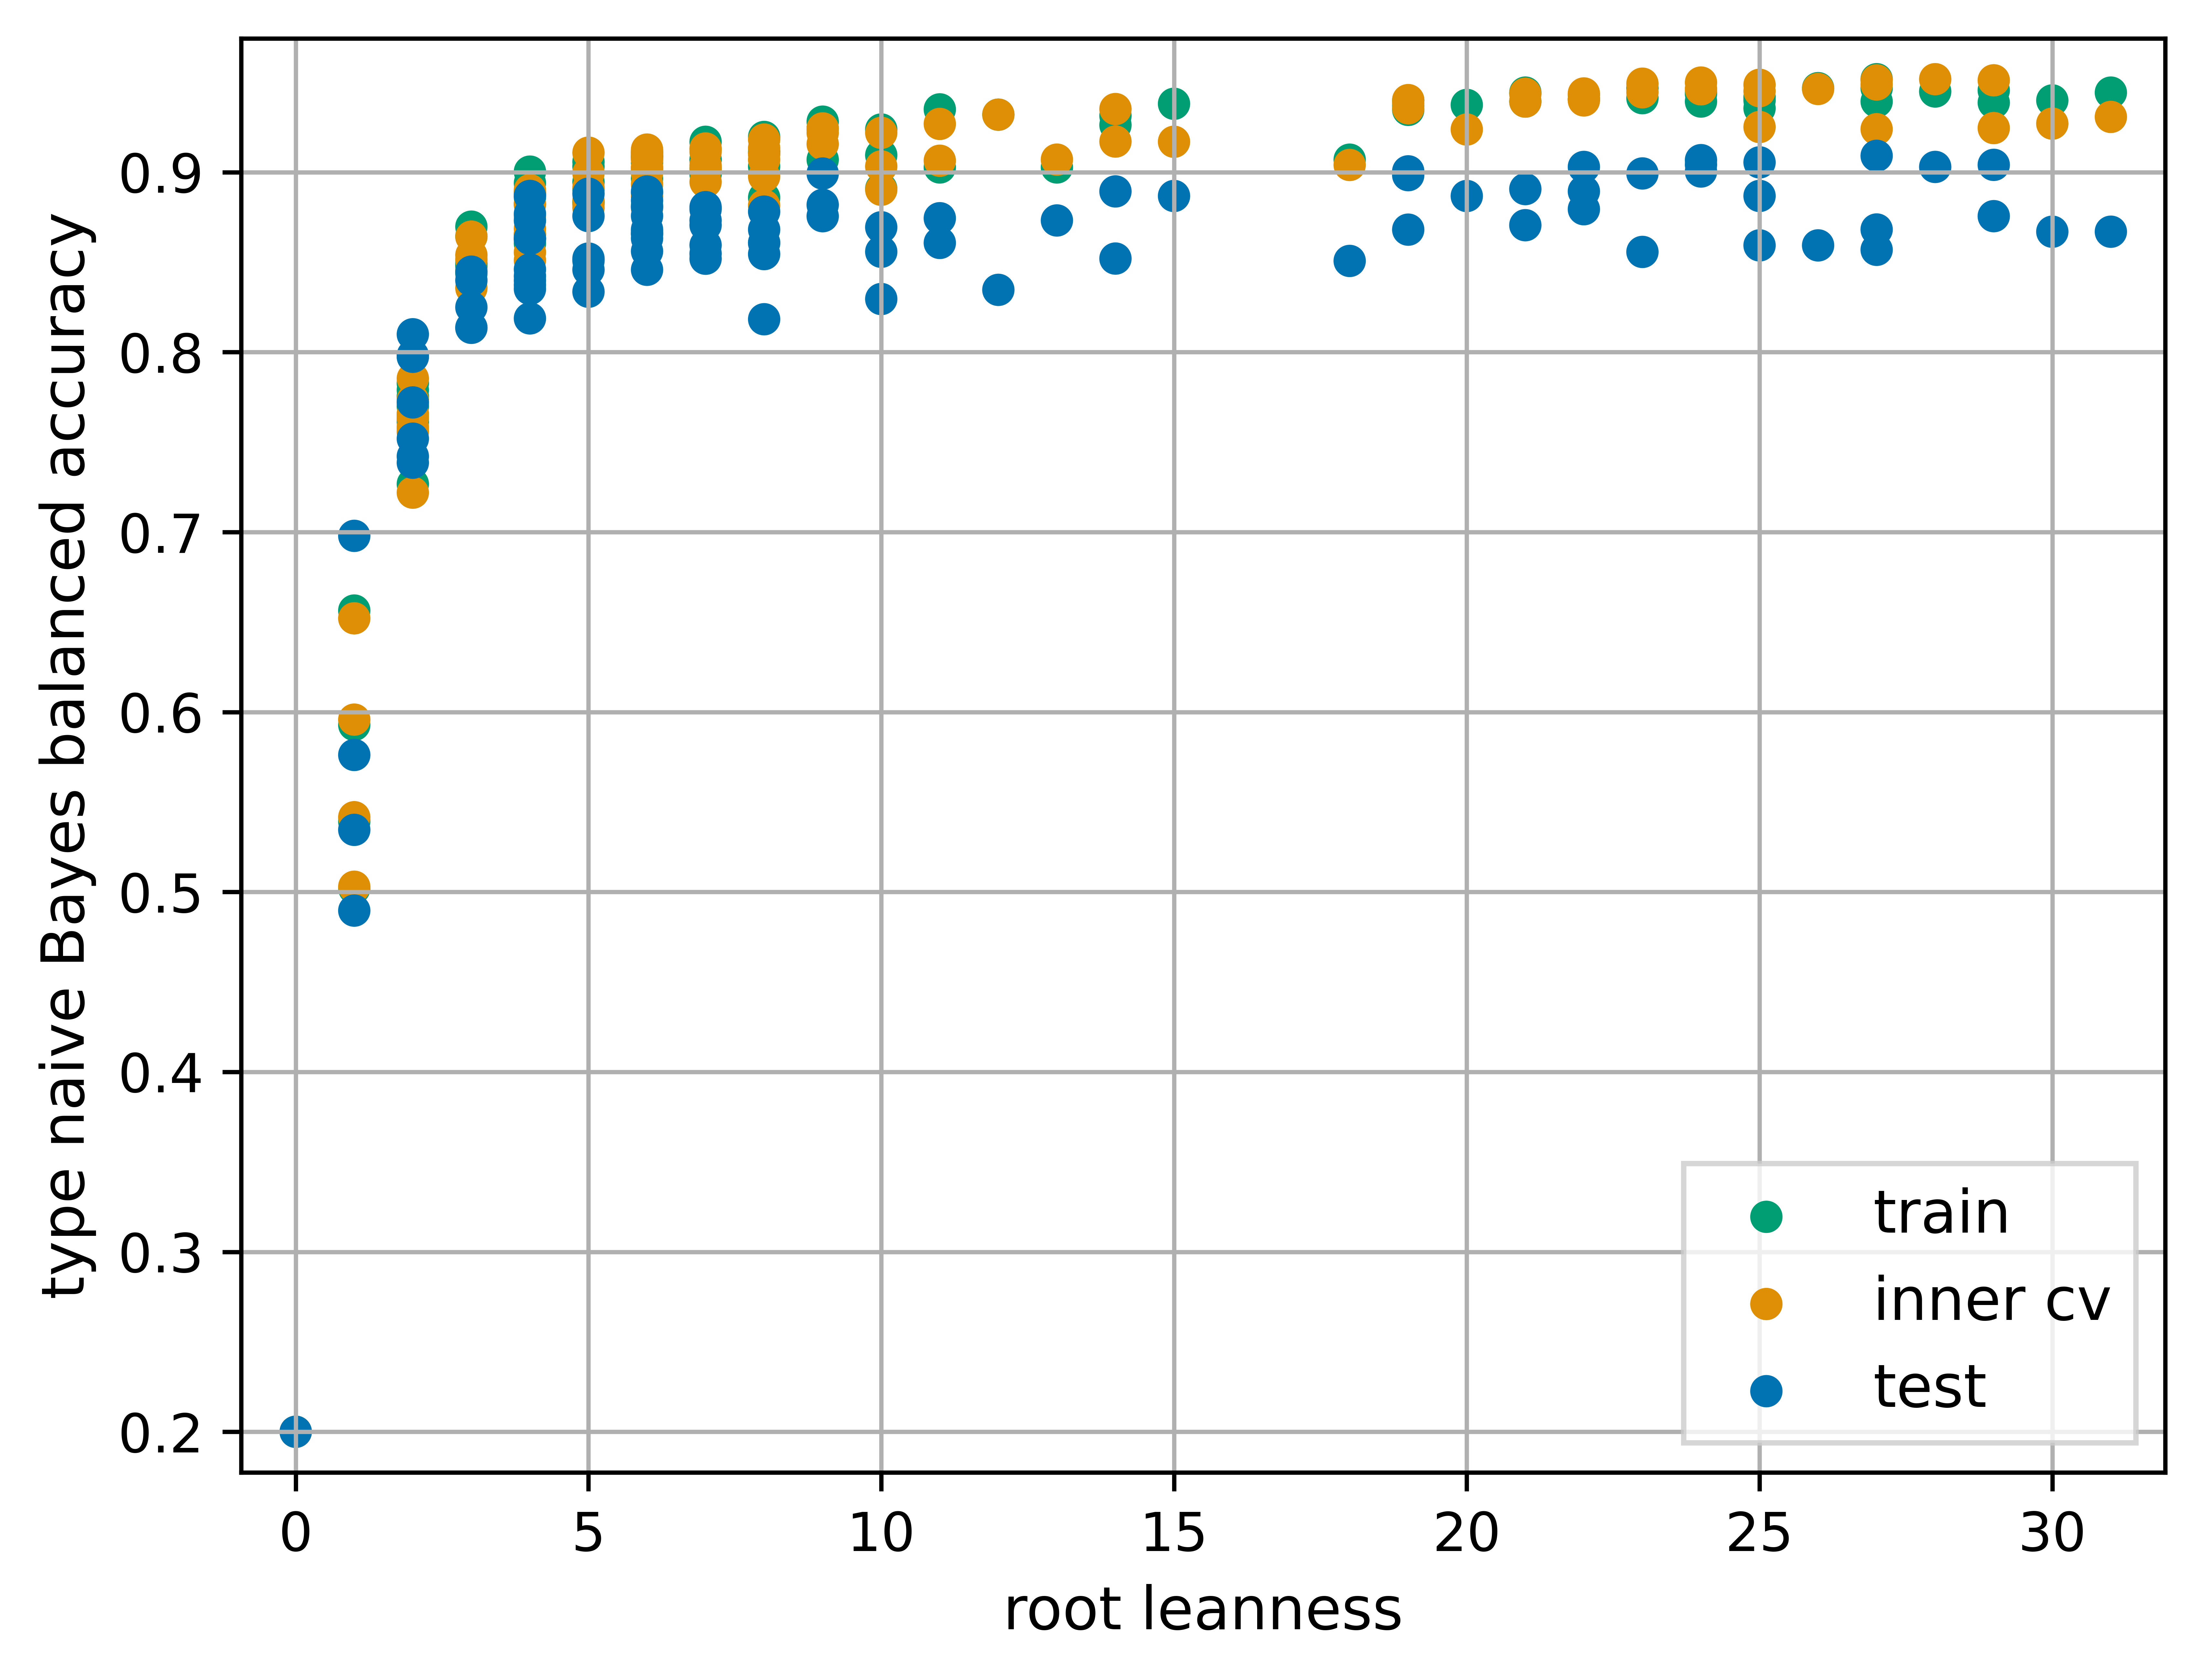 type naive Bayes balanced accuracy
0.9
0.8
0.7
0.6
0.5
0.4
0.3
0.2
train
inner cv
test
0 5 10 15 20 25 30
root leanness